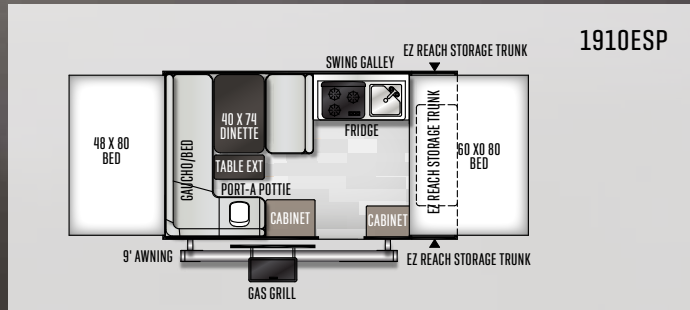 1910ESP
SWING GALLEY
EZ REACH STORAGE TRUNK
48 X 80
BED
GAUCHO/BED
40 X 74
DINETTE
TABLE EXT
PORT-A POTTIE
FRIDGE
EZ REACH STORAGE TRUNK
60 X0 80
BED
CABINET
CABINET
9' AWNING
GAS GRILL
EZ REACH STORAGE TRUNK